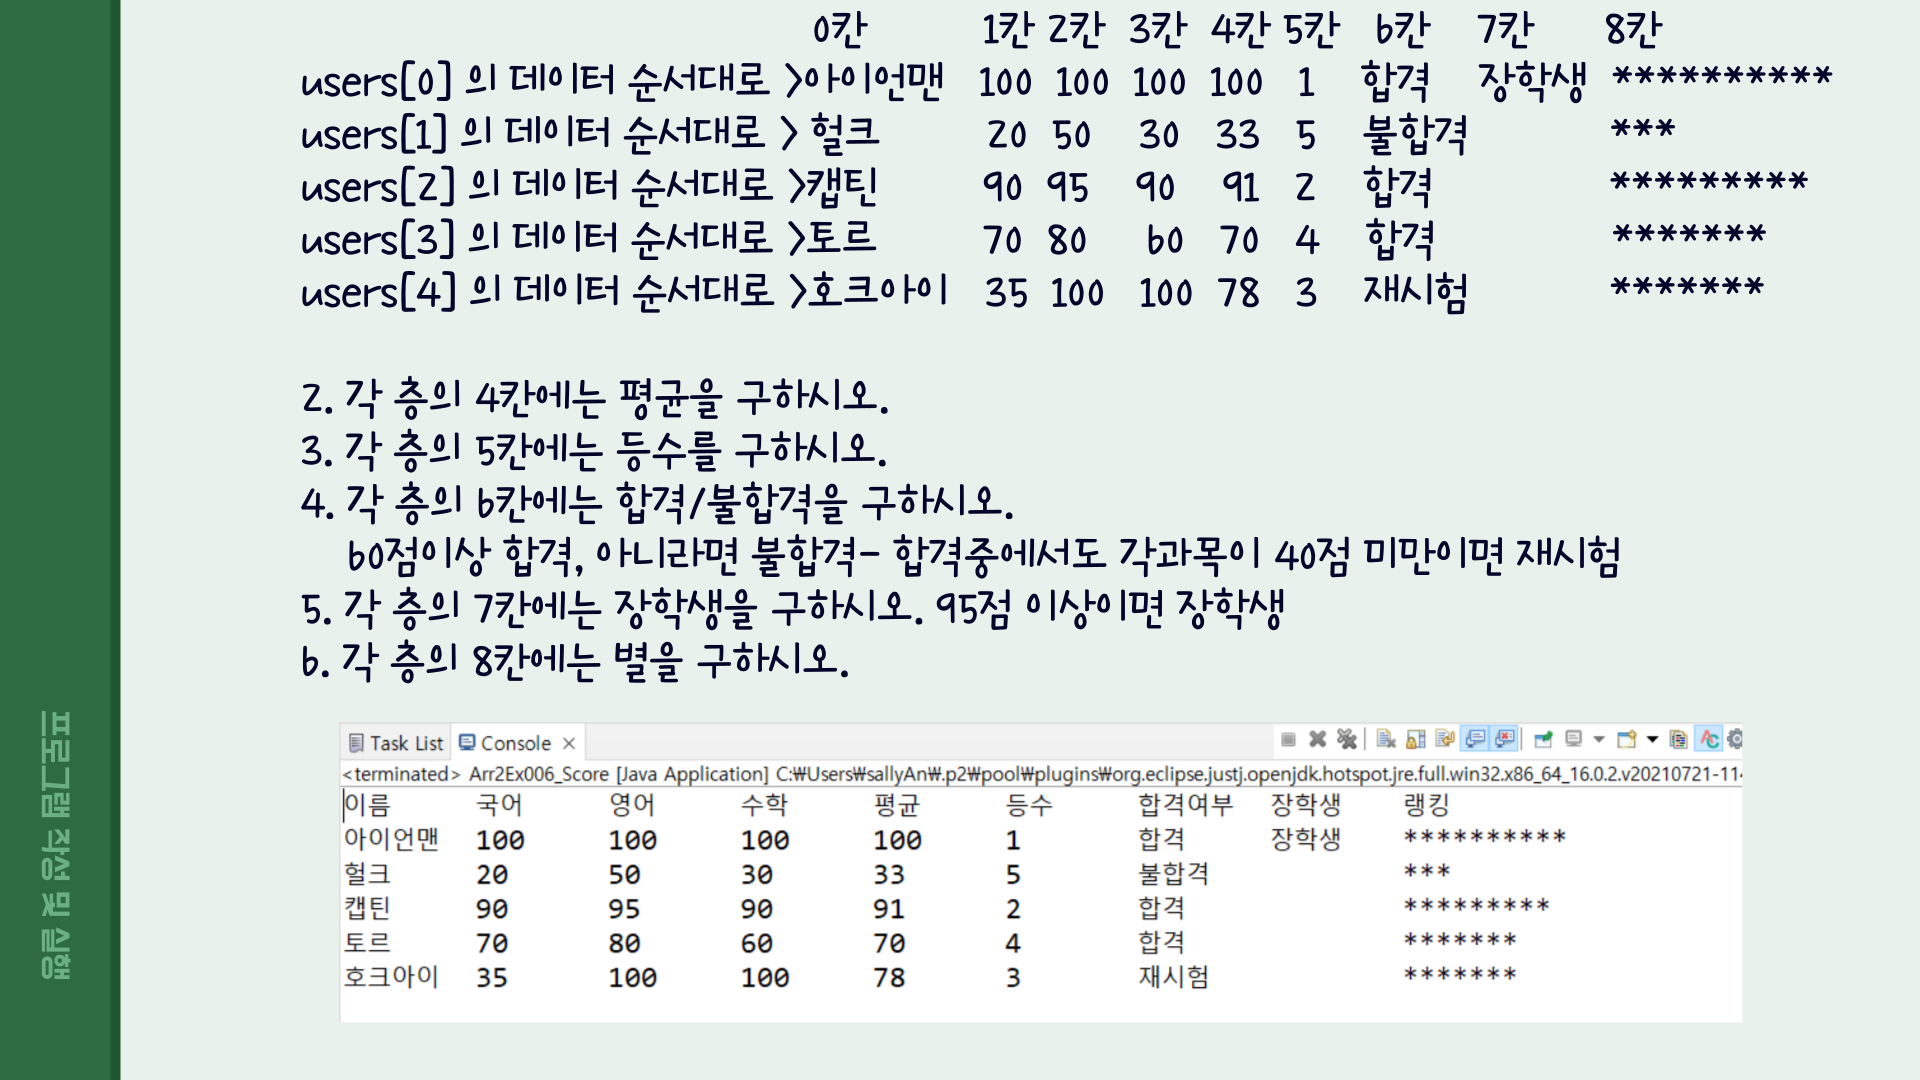 0칸 1칸 2칸 3칸 4칸 5칸 6칸 7칸 8칸
users[0] 의 데이터 순서대로 >아이언맨 100 100 100 100 1 합격 장학생 **********
users[1] 의 데이터 순서대로 > 헐크 20 50 30 33 5 불합격 ***
users[2] 의 데이터 순서대로 >캡틴 90 95 90 91 2 합격 *********
users[3] 의 데이터 순서대로 >토르 70 80 60 70 4 합격 *******
users[4] 의 데이터 순서대로 >호크아이 35 100 100 78 3 재시험 *******
2. 각 층의 4칸에는 평균을 구하시오.
3. 각 층의 5칸에는 등수를 구하시오.
4. 각 층의 6칸에는 합격/불합격을 구하시오.
60점이상 합격, 아니라면 불합격- 합격중에서도 각과목이 40점 미만이면 재시험
5. 각 층의 7칸에는 장학생을 구하시오. 95점 이상이면 장학생
6. 각 층의 8칸에는 별을 구하시오.
프로그램 작성 및 실행
Task List Console
<terminated> Arr2Ex006_Score [Java Application] C:₩Users₩sallyAn₩.p2₩pool₩plugins₩org.eclipse.justj.openjdk.hotspot.jre.full.win32.x86_64_16.0.2.v20210721-114
이름 국어 영어 수학 평균 등수 합격여부 장학생 랭킹
아이언맨 100 100 100 100 1 합격 장학생 **********
헐크 20 50 30 33 5 불합격 ***
캡틴 90 95 90 91 2 합격 *********
토르 70 80 60 70 4 합격 *******
호크아이 35 100 100 78 3 재시험 *******